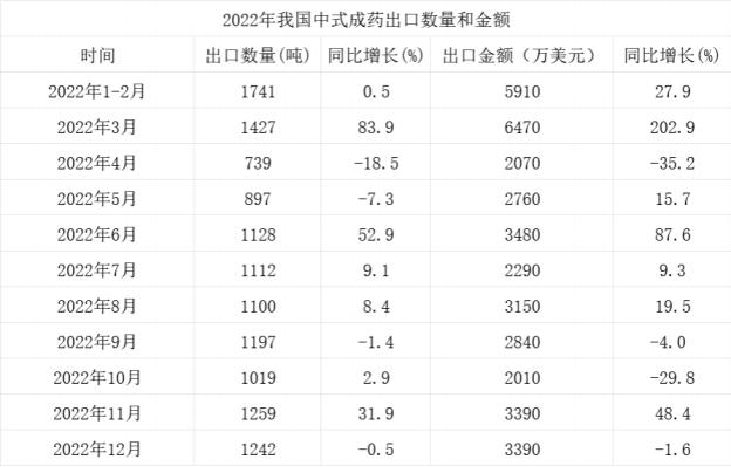 2022年我国中式成药出口数量和金额
时间 出口数量(吨) 同比增长(%) 出口金额（万美元） 同比增长(%)
2022年1-2月 1741 0.5 5910 27.9
2022年3月 1427 83.9 6470 202.9
2022年4月 739 -18.5 2070 -35.2
2022年5月 897 -7.3 2760 15.7
2022年6月 1128 52.9 3480 87.6
2022年7月 1112 9.1 2290 9.3
2022年8月 1100 8.4 3150 19.5
2022年9月 1197 -1.4 2840 -4.0
2022年10月 1019 2.9 2010 -29.8
2022年11月 1259 31.9 3390 48.4
2022年12月 1242 -0.5 3390 -1.6